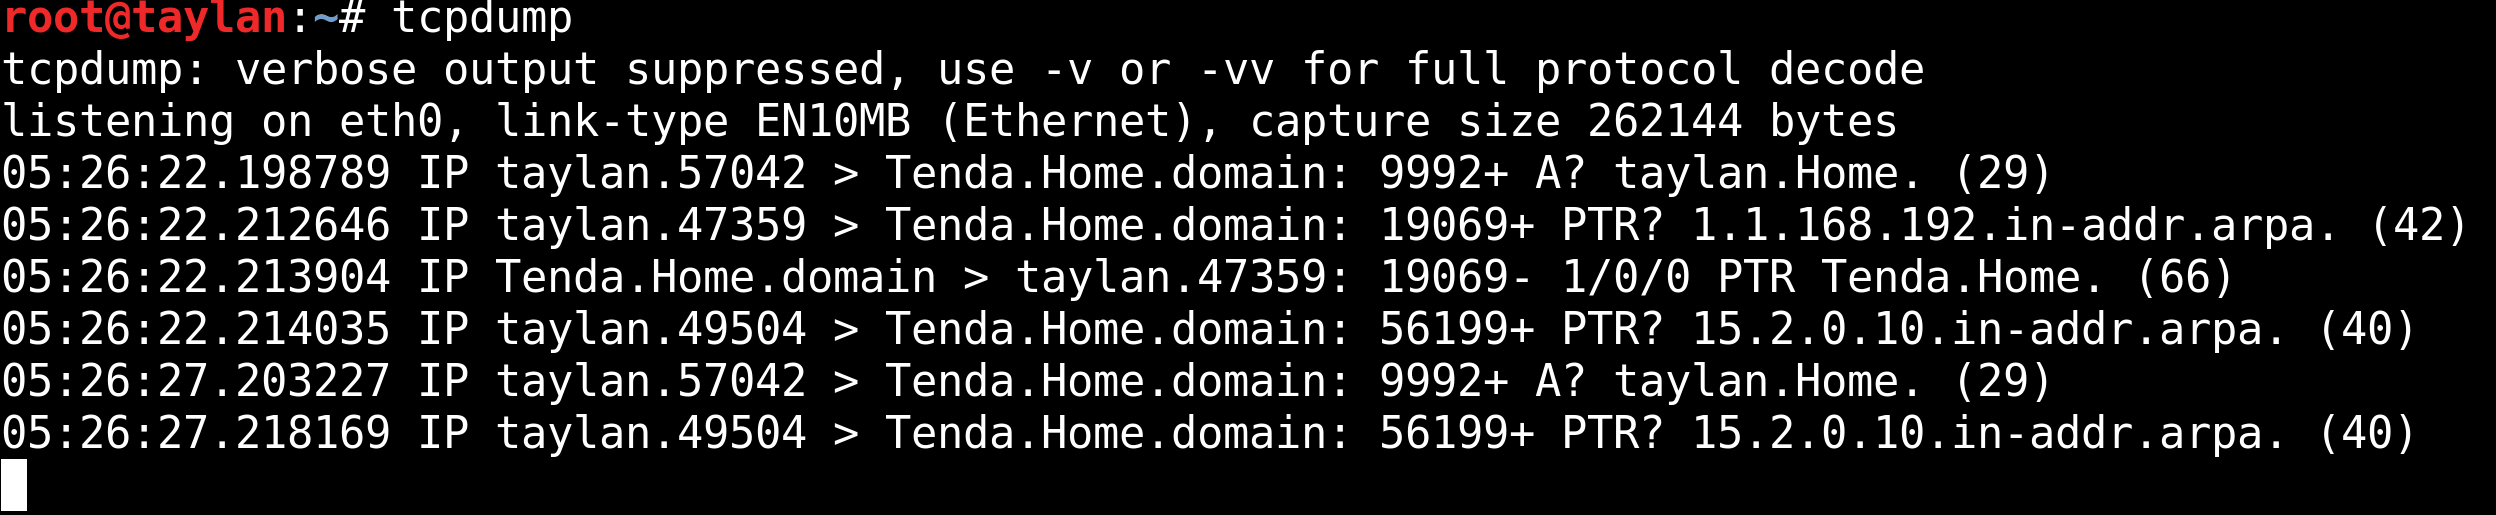 root@taylan:~# tcpdump
tcpdump: verbose output suppressed, use -v or -vv for full protocol decode
listening on eth0, link-type EN10MB (Ethernet), capture size 262144 bytes
05:26:22.198789 IP taylan.57042 > Tenda.Home.domain: 9992+ A? taylan.Home. (29)
05:26:22.212646 IP taylan.47359 > Tenda.Home.domain: 19069+ PTR? 1.1.168.192.in-addr.arpa. (42)
05:26:22.213904 IP Tenda.Home.domain > taylan.47359: 19069- 1/0/0 PTR Tenda.Home. (66)
05:26:22.214035 IP taylan.49504 > Tenda.Home.domain: 56199+ PTR? 15.2.0.10.in-addr.arpa. (40)
05:26:27.203227 IP taylan.57042 > Tenda.Home.domain: 9992+ A? taylan.Home. (29)
05:26:27.218169 IP taylan.49504 > Tenda.Home.domain: 56199+ PTR? 15.2.0.10.in-addr.arpa. (40)